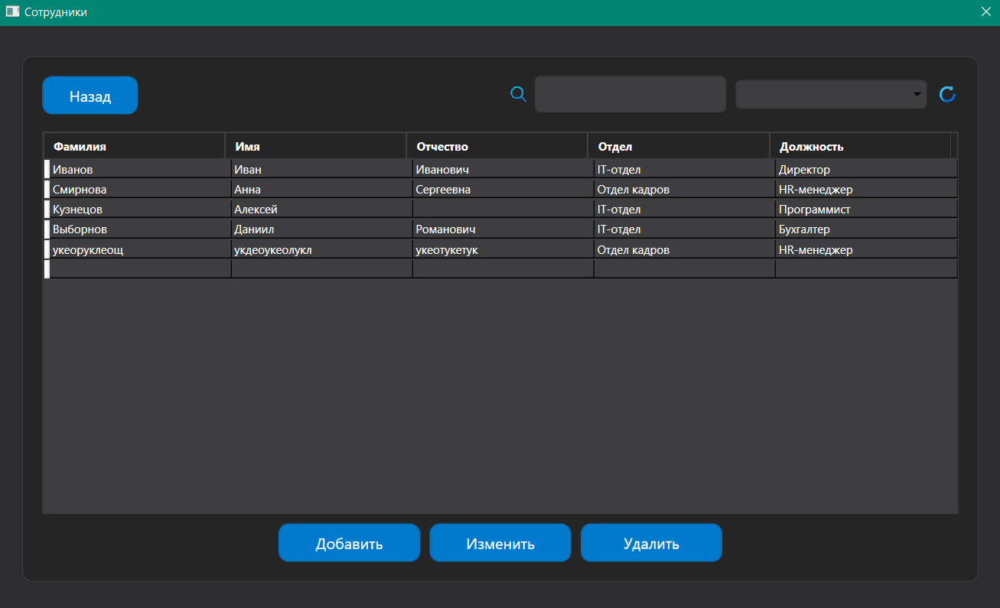 Сотрудники
Назад
Фамилия Имя Отчество Отдел Должность
Иванов Иван Иванович IT-отдел Директор
Смирнова Анна Сергеевна Отдел кадров HR-менеджер
Кузнецов Алексей IT-отдел Программист
Выборнов Даниил Романович IT-отдел Бухгалтер
укеоруклеощ укдеоукеолукл укеотукетук Отдел кадров HR-менеджер
Добавить Изменить Удалить